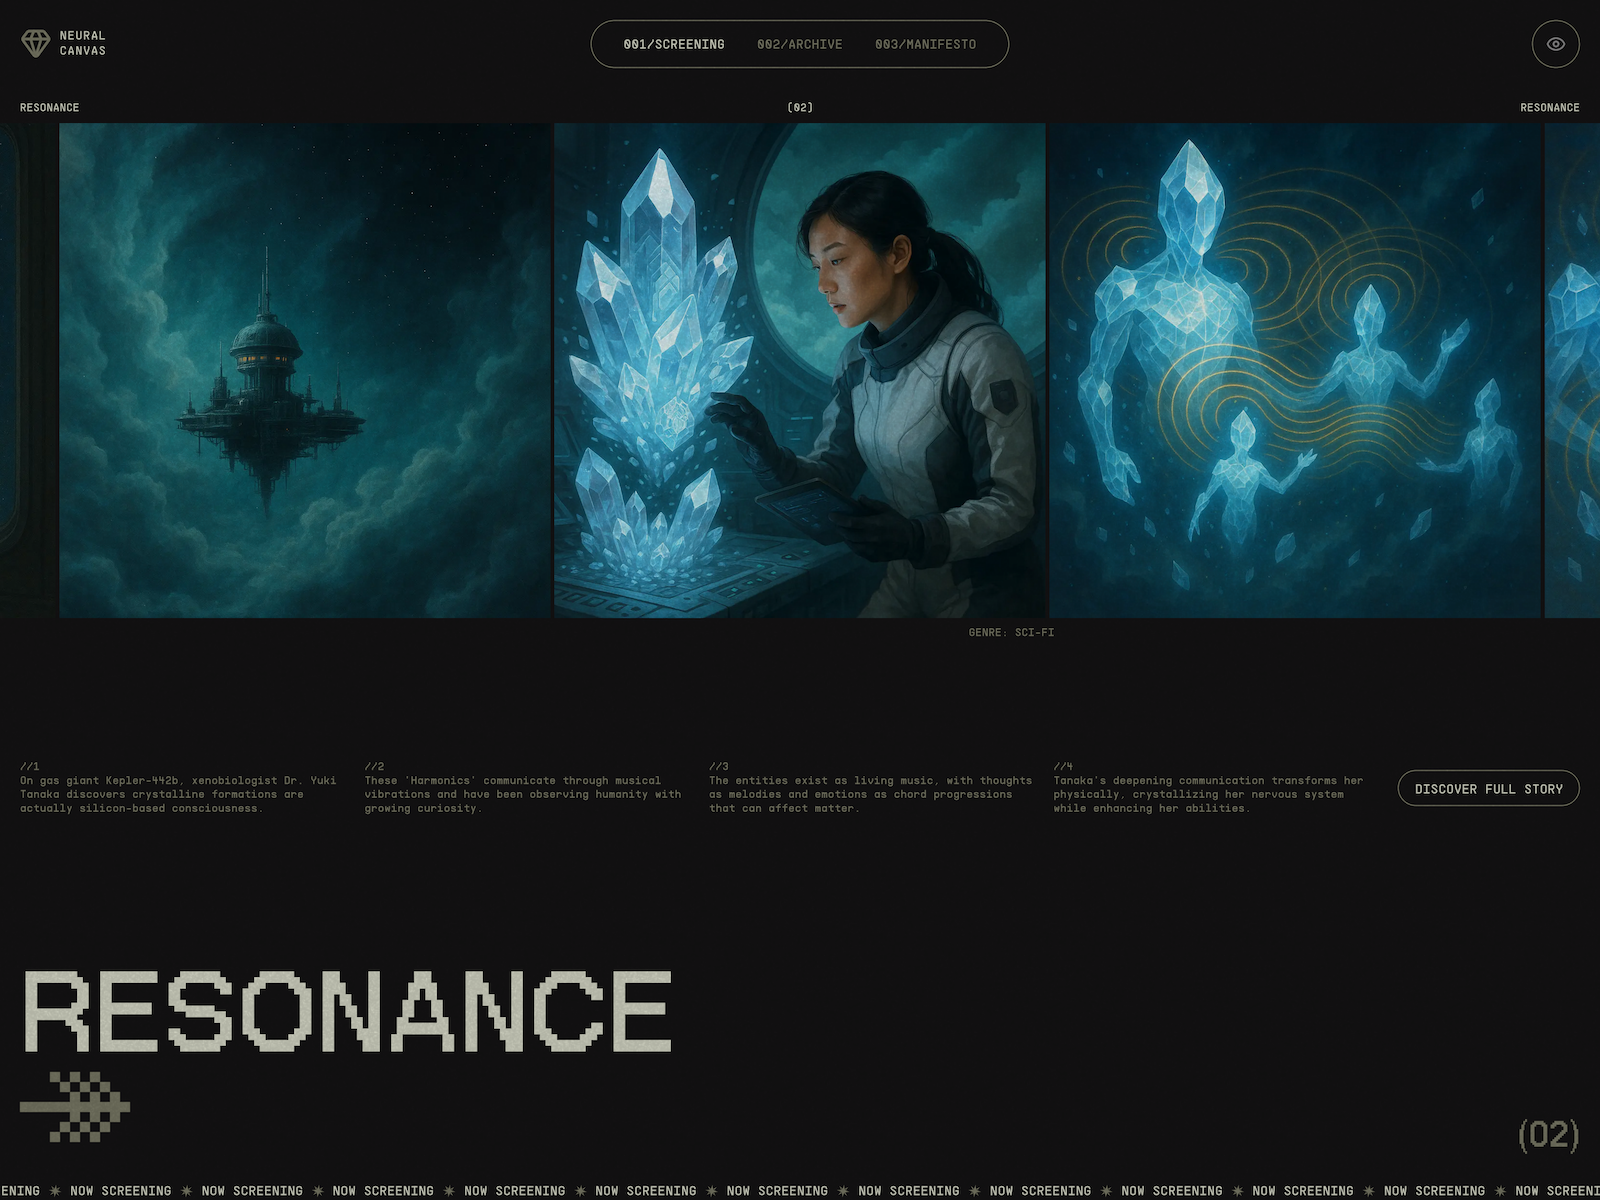 NEURAL
CANVAS
001/SCREENING 002/ARCHIVE 003/MANIFESTO
RESONANCE (02) RESONANCE
GENRE: SCI-FI
//1
On gas giant Kepler-442b, xenobiologist Dr. Yuki
Tanaka discovers crystalline formations are
actually silicon-based consciousness.
//2
These 'Harmonics' communicate through musical
vibrations and have been observing humanity with
growing curiosity.
//3
The entities exist as living music, with thoughts
as melodies and emotions as chord progressions
that can affect matter.
//4
Tanaka's deepening communication transforms her
physically, crystallizing her nervous system
while enhancing her abilities.
DISCOVER FULL STORY
RESONANCE
(02)
ENING ✷ NOW SCREENING ✷ NOW SCREENING ✷ NOW SCREENING ✷ NOW SCREENING ✷ NOW SCREENING ✷ NOW SCREENING ✷ NOW SCREENING ✷ NOW SCREENING ✷ NOW SCREENING ✷ NOW SCREENING ✷ NOW SCREENING ✷ NOW SCREENI